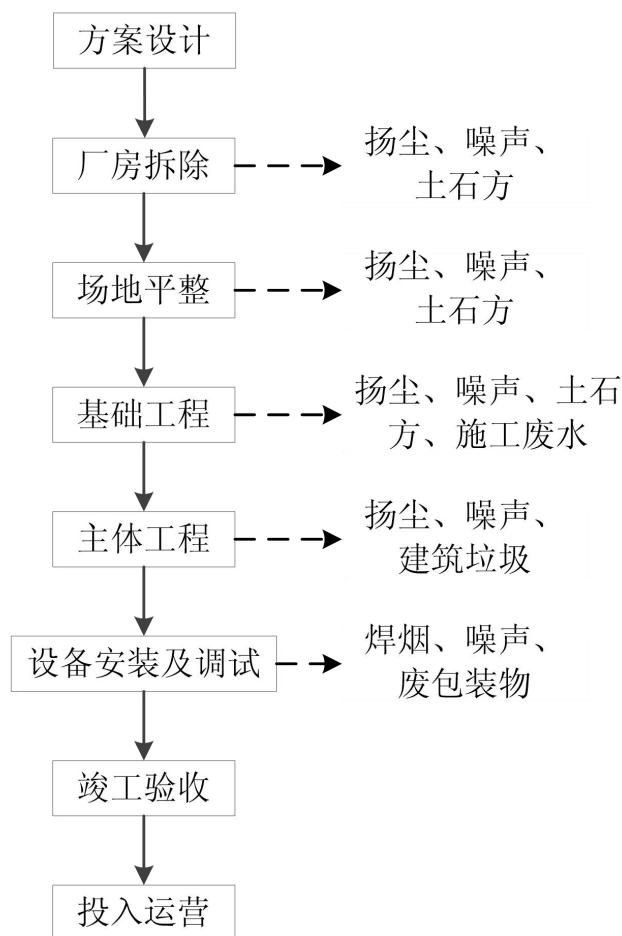 方案设计
厂房拆除
扬尘、噪声、
土石方
场地平整
扬尘、噪声、
土石方
基础工程
扬尘、噪声、土石
方、施工废水
主体工程
扬尘、噪声、
建筑垃圾
设备安装及调试
焊烟、噪声、
废包装物
竣工验收
投入运营